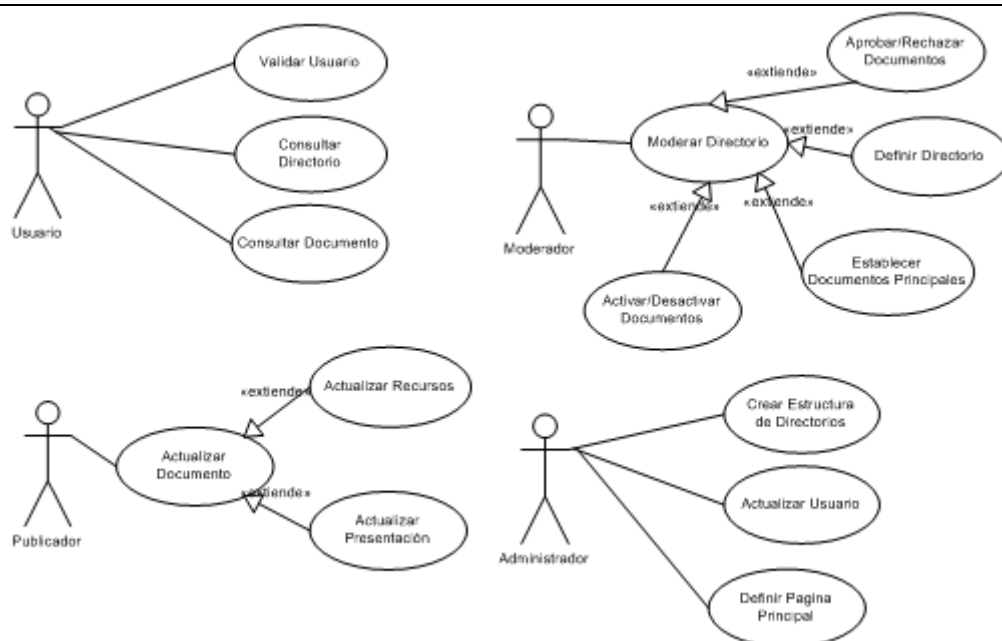 Validar Usuario
Consultar
Directorio
Consultar Documento
Usuario
Aprobar/Rechazar
Documentos
«extiende»
Moderar Directorio
«extiende»
Definir Directorio
«extiende»
«extiende»
Moderador
Establecer
Documentos Principales
Activar/Desactivar
Documentos
Actualizar Recursos
«extiende»
Actualizar
Documento
«extiende»
Actualizar
Presentación
Publicador
Crear Estructura
de Directorios
Actualizar Usuario
Administrador
Definir Pagina
Principal